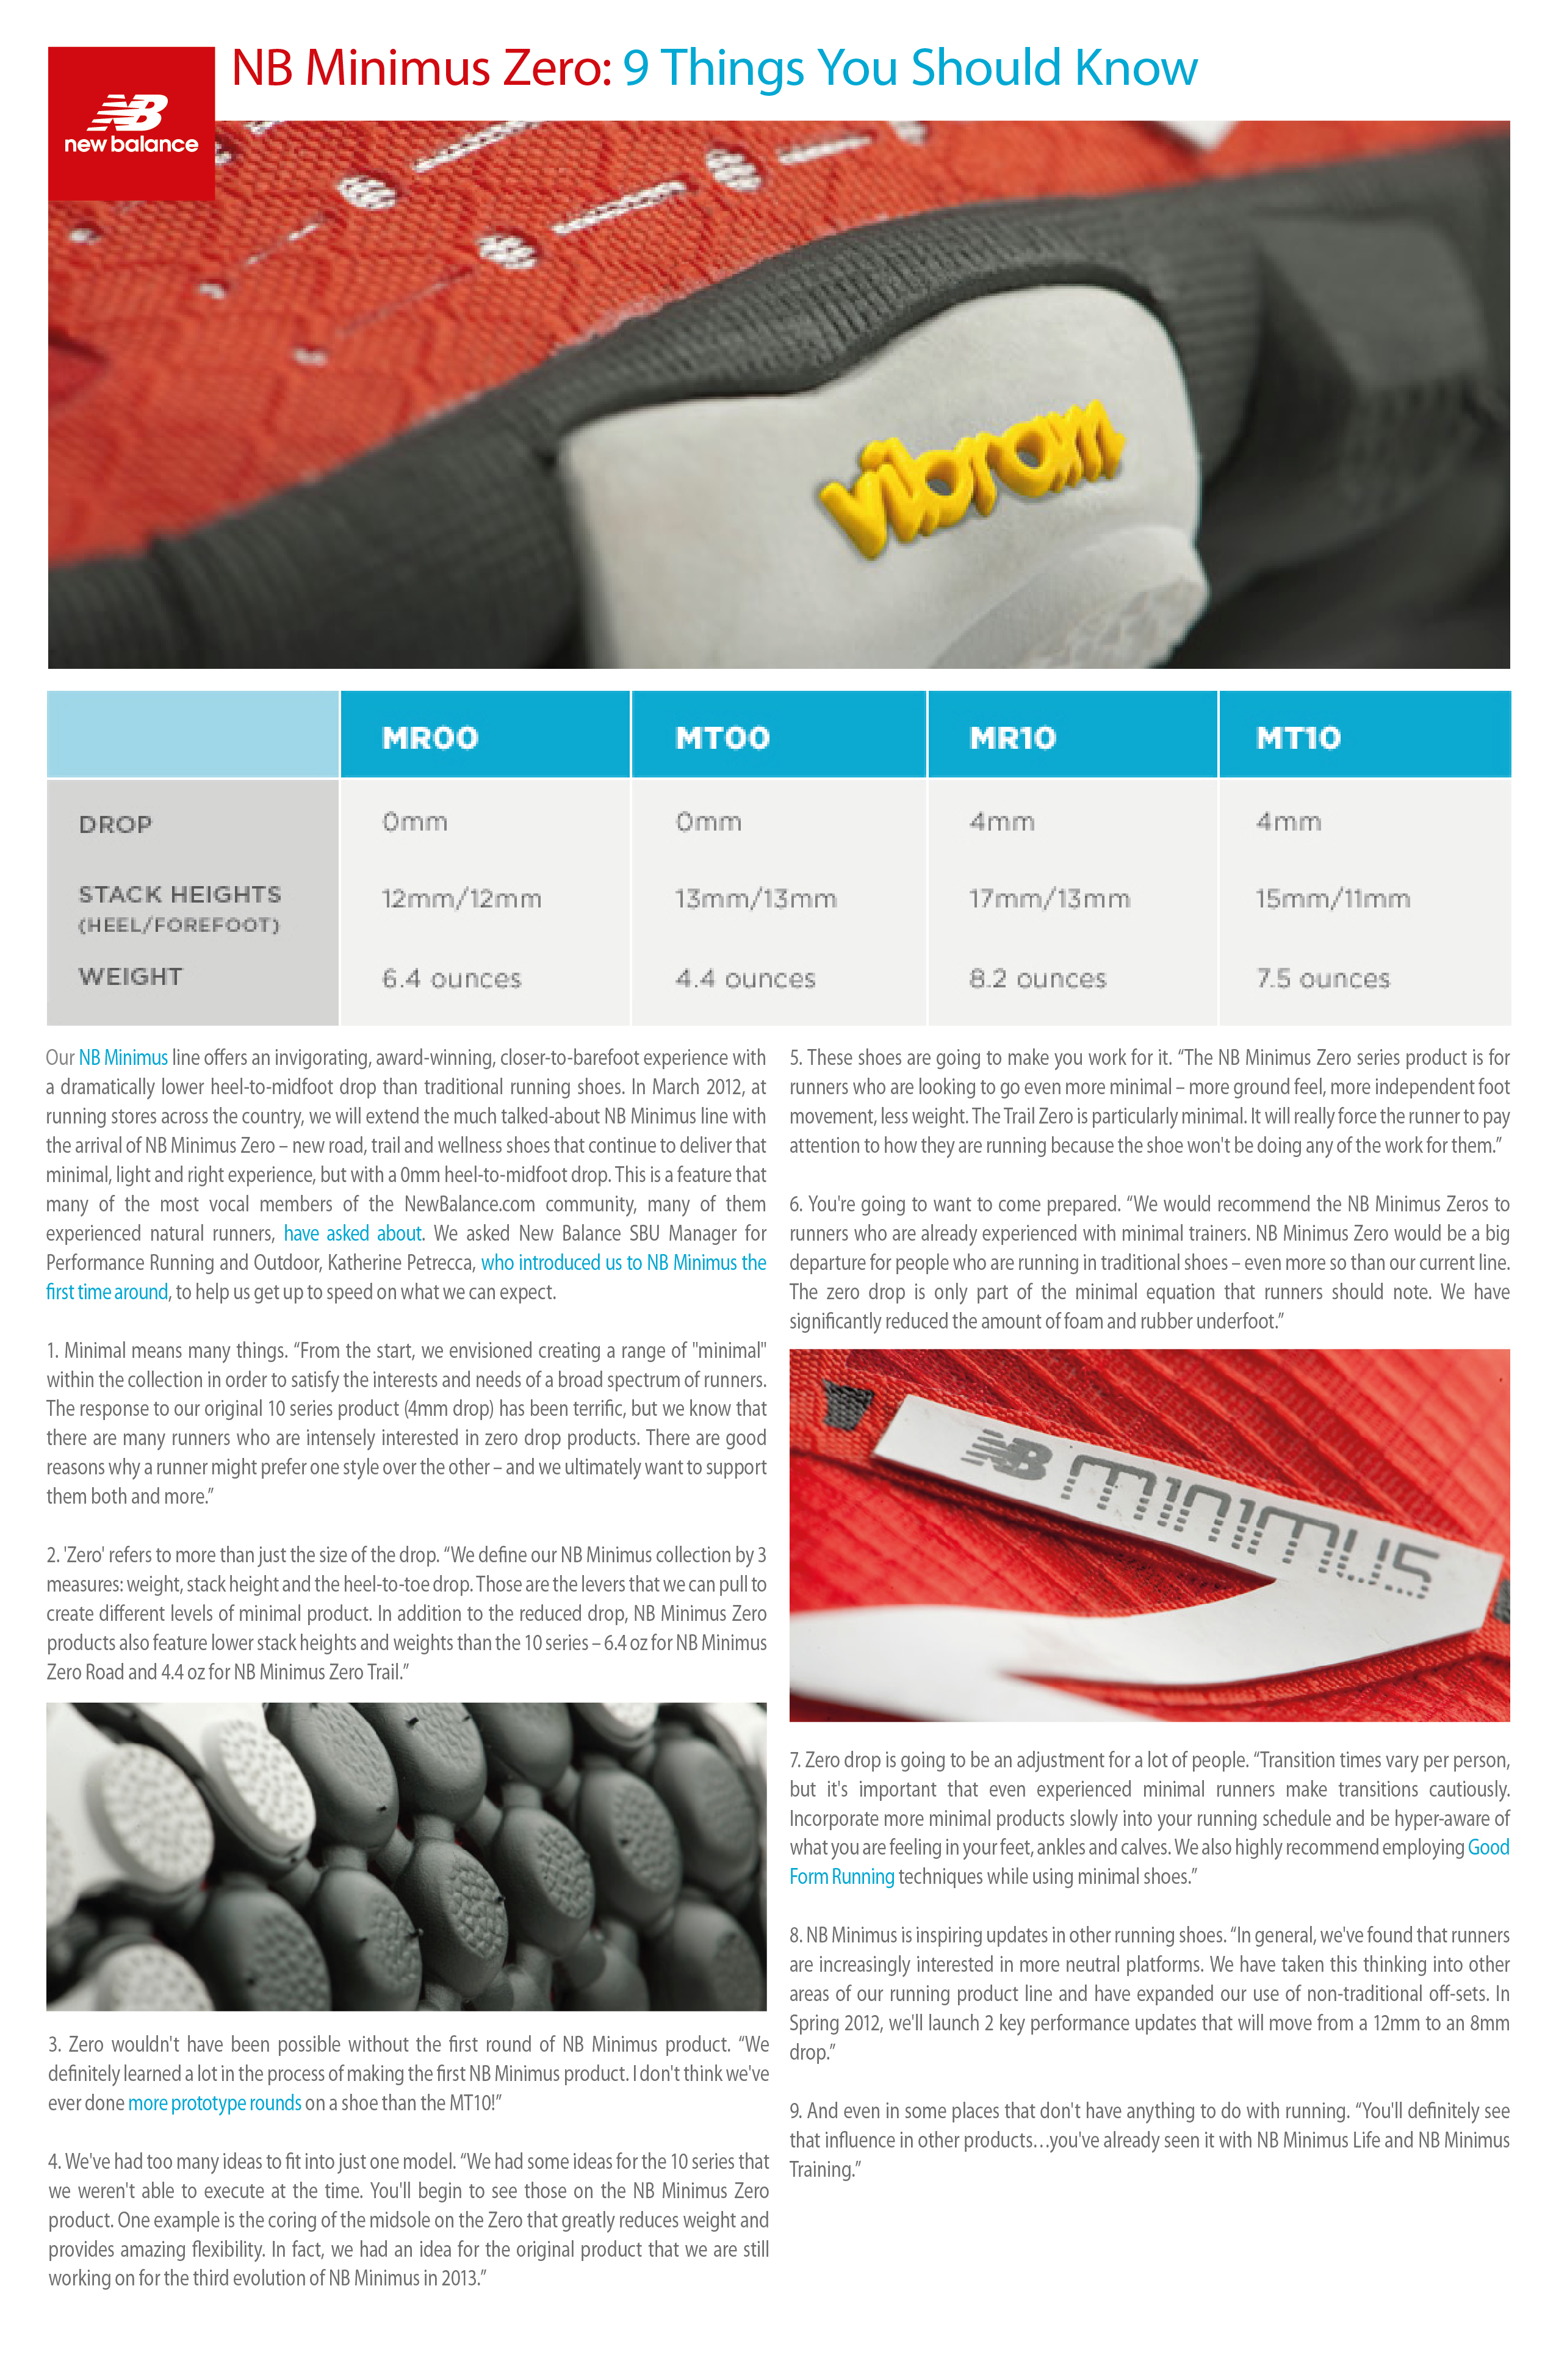 NB Minimus Zero: 9 Things You Should Know
NB
new balance
vibram
MR00 MT00 MR10 MT10
DROP 0mm 0mm 4mm 4mm
STACK HEIGHTS 12mm/12mm 13mm/13mm 17mm/13mm 15mm/11mm
(HEEL/FOREFOOT)
WEIGHT 6.4 ounces 4.4 ounces 8.2 ounces 7.5 ounces
Our NB Minimus line offers an invigorating, award-winning, closer-to-barefoot experience with
a dramatically lower heel-to-midfoot drop than traditional running shoes. In March 2012, at
running stores across the country, we will extend the much talked-about NB Minimus line with
the arrival of NB Minimus Zero – new road, trail and wellness shoes that continue to deliver that
minimal, light and right experience, but with a 0mm heel-to-midfoot drop. This is a feature that
many of the most vocal members of the NewBalance.com community, many of them
experienced natural runners, have asked about. We asked New Balance SBU Manager for
Performance Running and Outdoor, Katherine Petrecca, who introduced us to NB Minimus the
first time around, to help us get up to speed on what we can expect.
1. Minimal means many things. “From the start, we envisioned creating a range of "minimal"
within the collection in order to satisfy the interests and needs of a broad spectrum of runners.
The response to our original 10 series product (4mm drop) has been terrific, but we know that
there are many runners who are intensely interested in zero drop products. There are good
reasons why a runner might prefer one style over the other – and we ultimately want to support
them both and more.”
2. 'Zero' refers to more than just the size of the drop. “We define our NB Minimus collection by 3
measures: weight, stack height and the heel-to-toe drop. Those are the levers that we can pull to
create different levels of minimal product. In addition to the reduced drop, NB Minimus Zero
products also feature lower stack heights and weights than the 10 series – 6.4 oz for NB Minimus
Zero Road and 4.4 oz for NB Minimus Zero Trail.”
3. Zero wouldn't have been possible without the first round of NB Minimus product. “We
definitely learned a lot in the process of making the first NB Minimus product. I don't think we've
ever done more prototype rounds on a shoe than the MT10!”
4. We've had too many ideas to fit into just one model. “We had some ideas for the 10 series that
we weren't able to execute at the time. You'll begin to see those on the NB Minimus Zero
product. One example is the coring of the midsole on the Zero that greatly reduces weight and
provides amazing flexibility. In fact, we had an idea for the original product that we are still
working on for the third evolution of NB Minimus in 2013.”
5. These shoes are going to make you work for it. “The NB Minimus Zero series product is for
runners who are looking to go even more minimal – more ground feel, more independent foot
movement, less weight. The Trail Zero is particularly minimal. It will really force the runner to pay
attention to how they are running because the shoe won't be doing any of the work for them.”
6. You're going to want to come prepared. “We would recommend the NB Minimus Zeros to
runners who are already experienced with minimal trainers. NB Minimus Zero would be a big
departure for people who are running in traditional shoes – even more so than our current line.
The zero drop is only part of the minimal equation that runners should note. We have
significantly reduced the amount of foam and rubber underfoot.”
NB minimus
7. Zero drop is going to be an adjustment for a lot of people. “Transition times vary per person,
but it's important that even experienced minimal runners make transitions cautiously.
Incorporate more minimal products slowly into your running schedule and be hyper-aware of
what you are feeling in your feet, ankles and calves. We also highly recommend employing Good
Form Running techniques while using minimal shoes.”
8. NB Minimus is inspiring updates in other running shoes. “In general, we've found that runners
are increasingly interested in more neutral platforms. We have taken this thinking into other
areas of our running product line and have expanded our use of non-traditional off-sets. In
Spring 2012, we'll launch 2 key performance updates that will move from a 12mm to an 8mm
drop.”
9. And even in some places that don't have anything to do with running. “You'll definitely see
that influence in other products…you've already seen it with NB Minimus Life and NB Minimus
Training.”